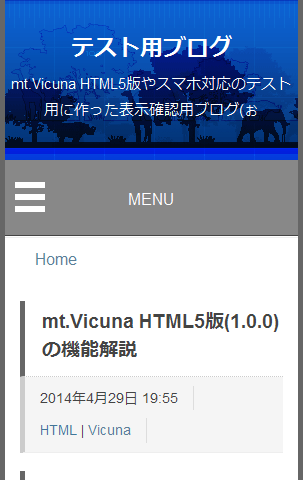 テスト用ブログ
mt.Vicuna HTML5版やスマホ対応のテスト
用に作った表示確認用ブログ(ぉ
MENU
Home
mt.Vicuna HTML5版(1.0.0)
の機能解説
2014年4月29日 19:55
HTML | Vicuna